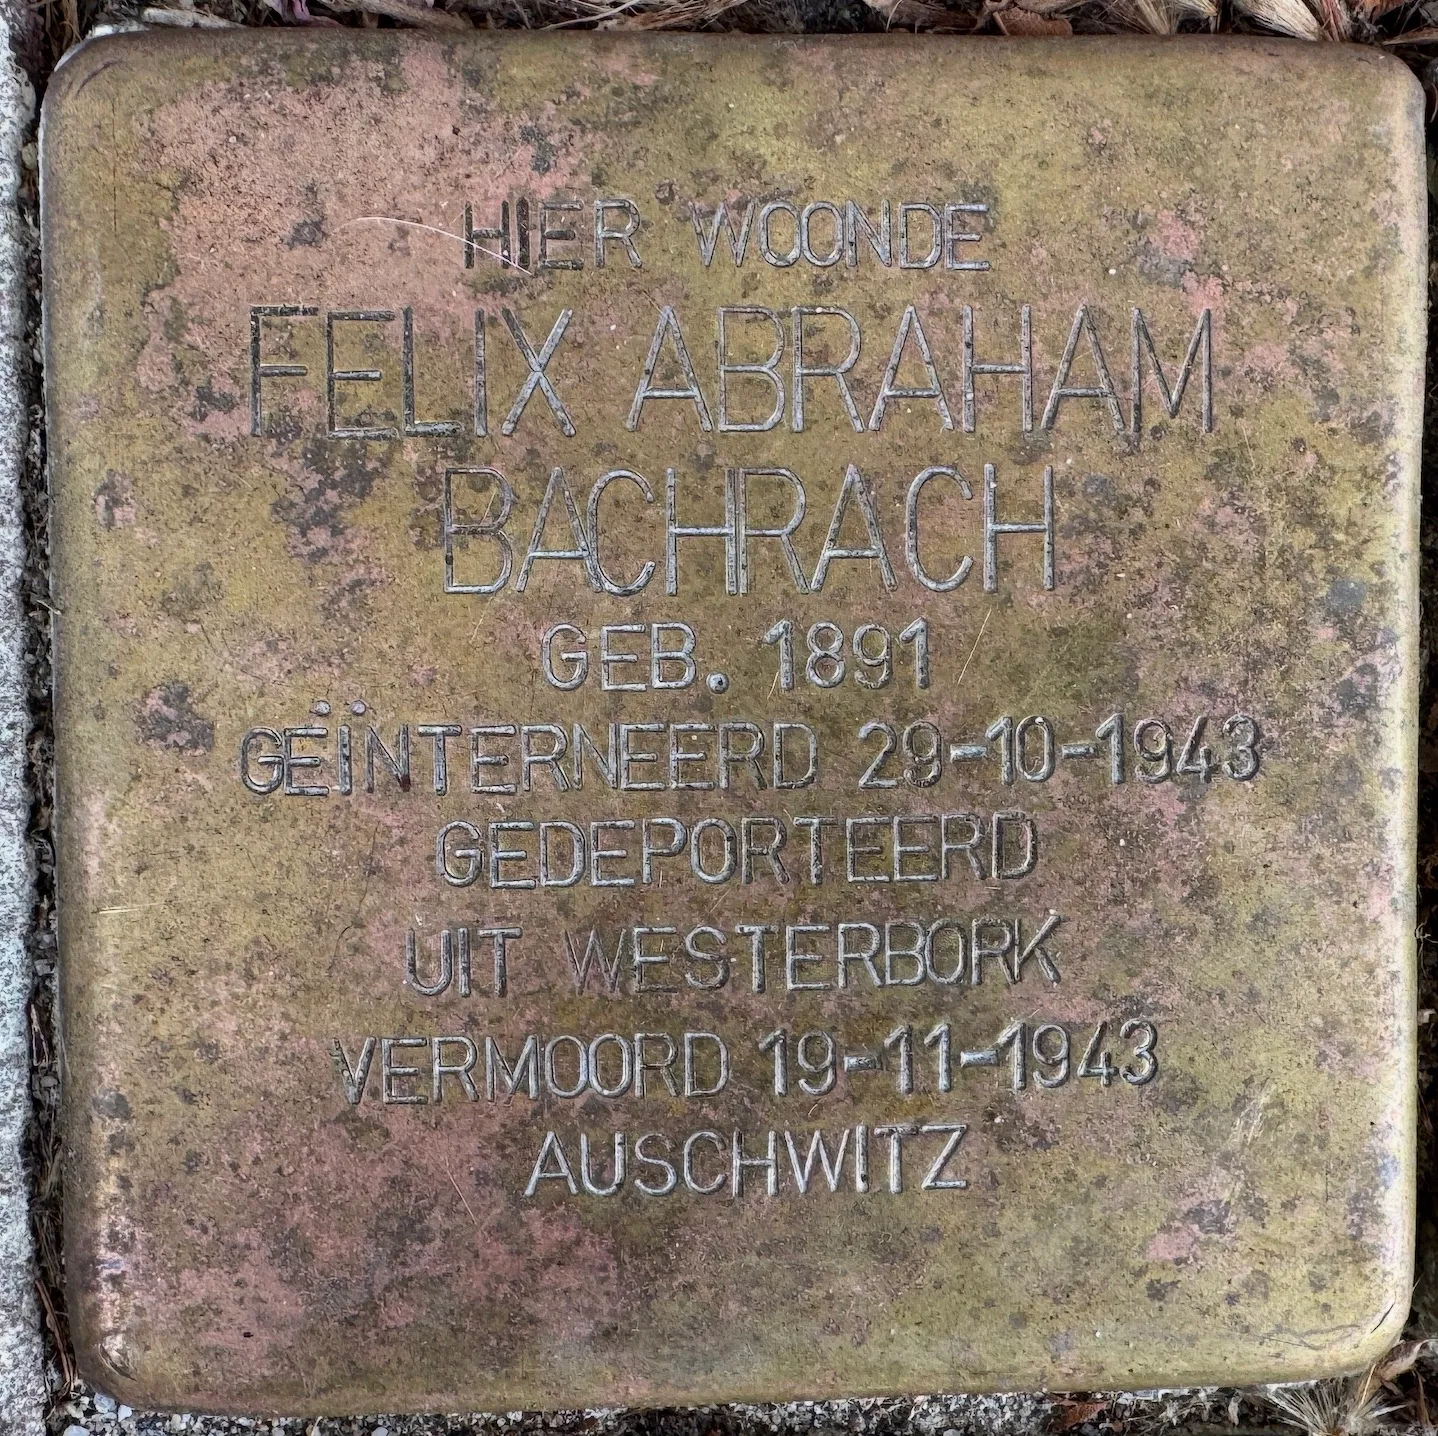 HIER WOONDE
FELIX ABRAHAM
BACHRACH
GEB. 1891
GEÏNTERNEERD 29-10-1943
GEDEPORTEERD
UIT WESTERBORK
VERMOORD 19-11-1943
AUSCHWITZ